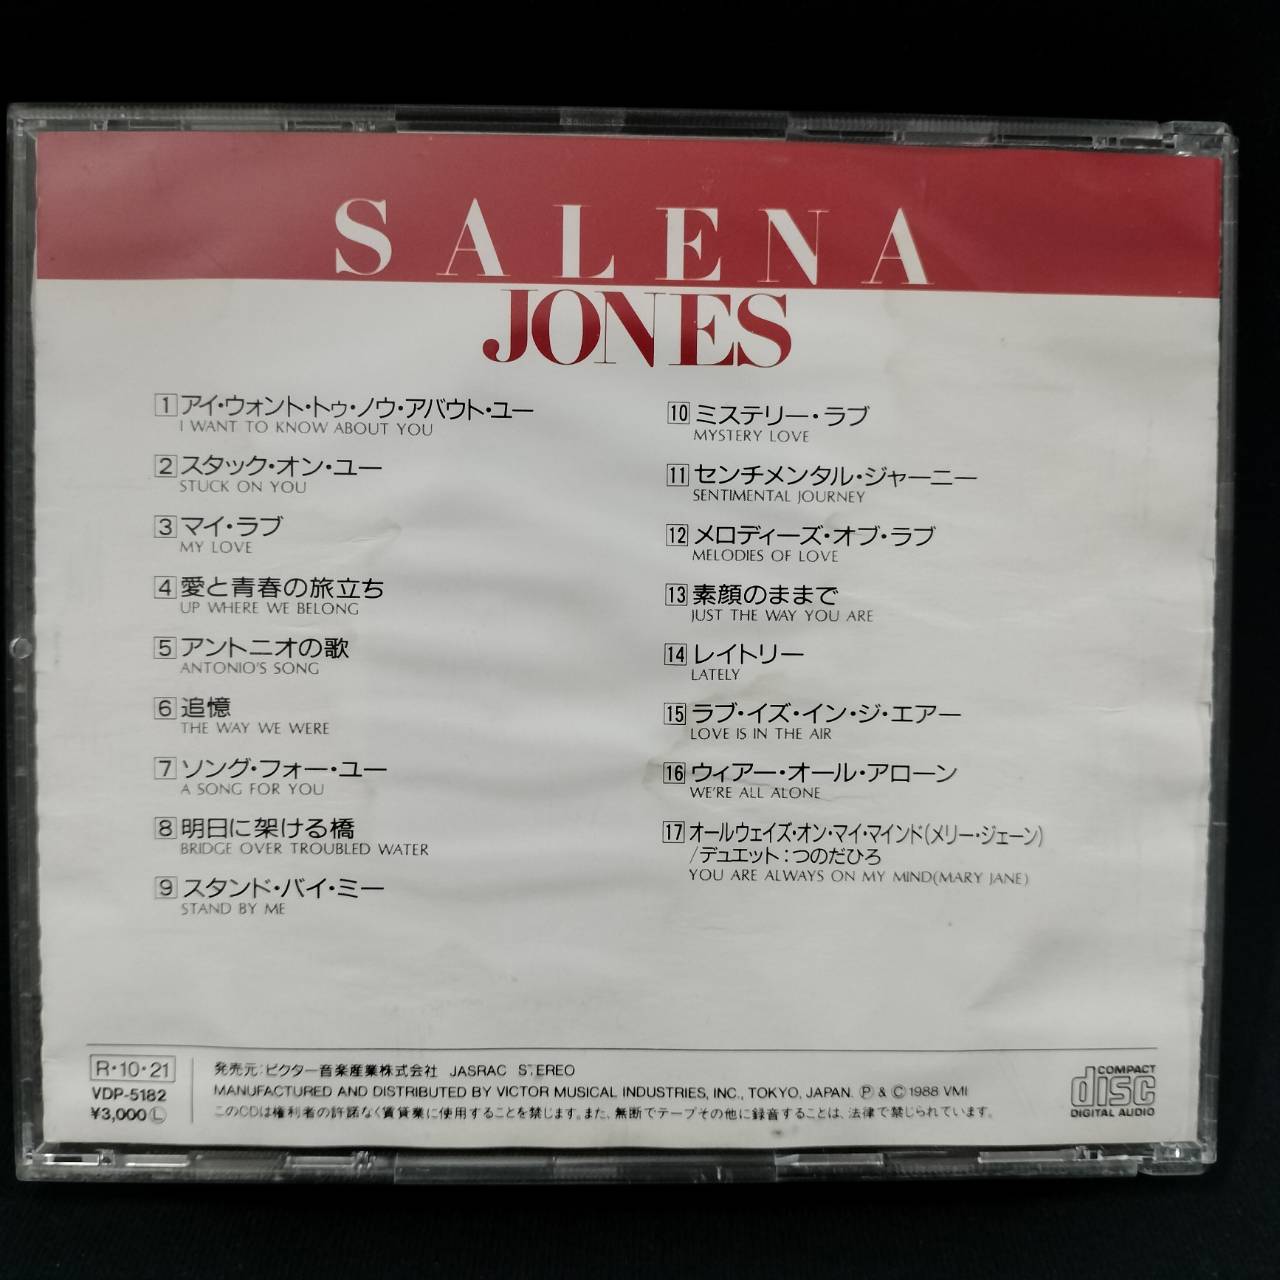 SALENA
JONES
1 アイ・ウォント・トゥ・ノウ・アバウト・ユー
I WANT TO KNOW ABOUT YOU
2 スタック・オン・ユー
STUCK ON YOU
3 マイ・ラブ
MY LOVE
4 愛と青春の旅立ち
UP WHERE WE BELONG
5 アントニオの歌
ANTONIO'S SONG
6 追憶
THE WAY WE WERE
7 ソング・フォー・ユー
A SONG FOR YOU
8 明日に架ける橋
BRIDGE OVER TROUBLED WATER
9 スタンド・バイ・ミー
STAND BY ME
10 ミステリー・ラブ
MYSTERY LOVE
11 センチメンタル・ジャーニー
SENTIMENTAL JOURNEY
12 メロディーズ・オブ・ラブ
MELODIES OF LOVE
13 素顔のままで
JUST THE WAY YOU ARE
14 レイトリー
LATELY
15 ラブ・イズ・イン・ジ・エアー
LOVE IS IN THE AIR
16 ウィアー・オール・アローン
WE'RE ALL ALONE
17 オールウェイズ・オン・マイ・マインド(メリー・ジェーン)
/デュエット:つのだひろ
YOU ARE ALWAYS ON MY MIND(MARY JANE)
R・10・21
VDP-5182
¥3,000Ⓛ
発売元:ビクター音楽産業株式会社 JASRAC STEREO
MANUFACTURED AND DISTRIBUTED BY VICTOR MUSICAL INDUSTRIES, INC., TOKYO, JAPAN. Ⓟ & Ⓒ 1988 VMI
このCDは権利者の許諾なく賃貸業に使用することを禁じます。また、無断でテープその他に録音することは、法律で禁じられています。
COMPACT
disc
DIGITAL AUDIO